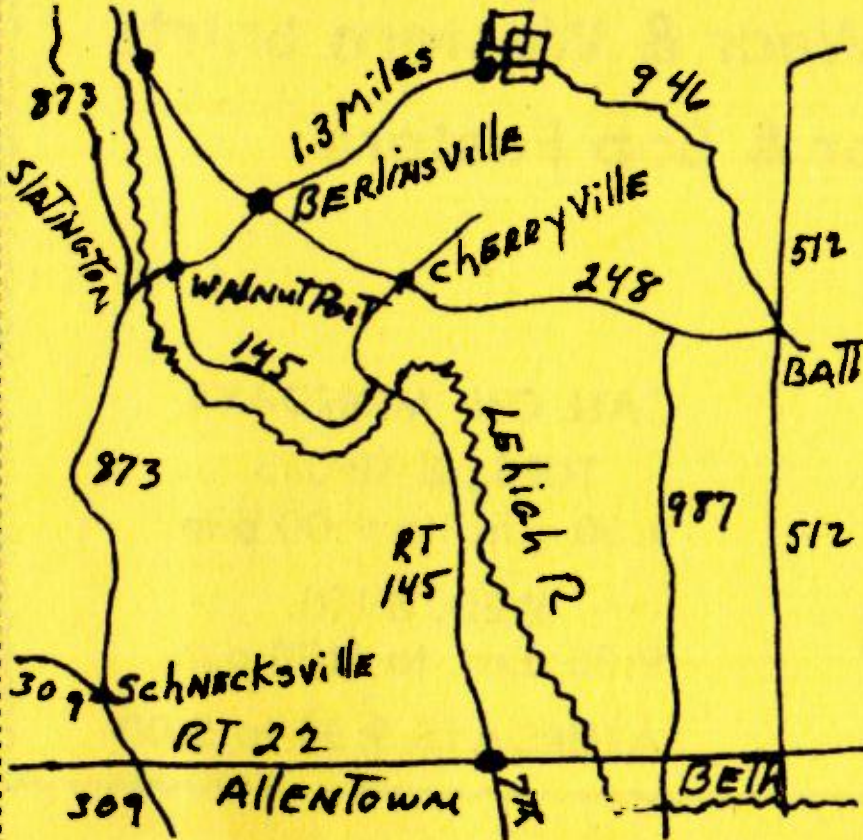 873
1.3 MilES
946
SlATINGTON
BERlINSVillE
ChERRYVillE
512
WAlNUTPORT
248
145
BATH
LEhigh R
873
RT
145
987
512
SchNECKSVillE
309
RT 22
309
AllENTOWN
7th
BETH